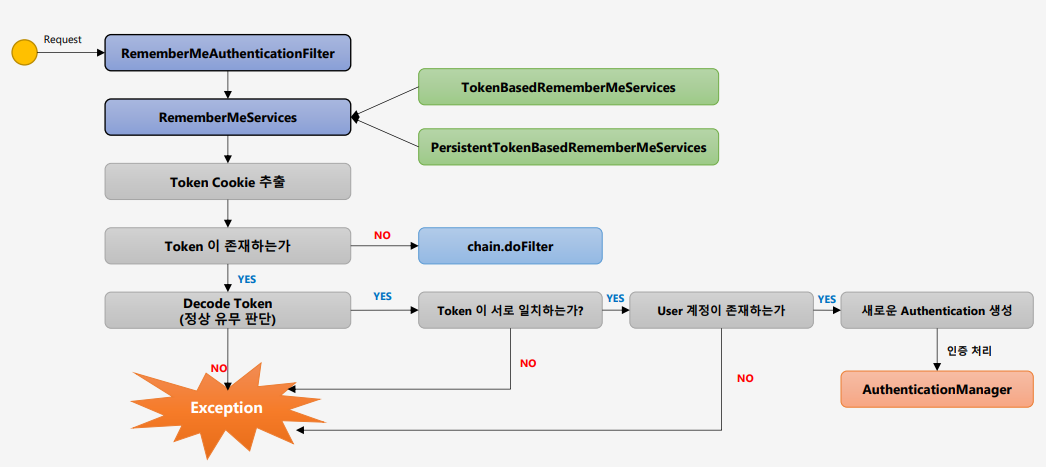 Request
RememberMeAuthenticationFilter
TokenBasedRememberMeServices
RememberMeServices
PersistentTokenBasedRememberMeServices
Token Cookie 추출
Token 이 존재하는가
NO
chain.doFilter
YES
Decode Token
(정상 유무 판단)
YES
Token 이 서로 일치하는가?
YES
User 계정이 존재하는가
YES
새로운 Authentication 생성
인증 처리
NO
NO
NO
AuthenticationManager
Exception